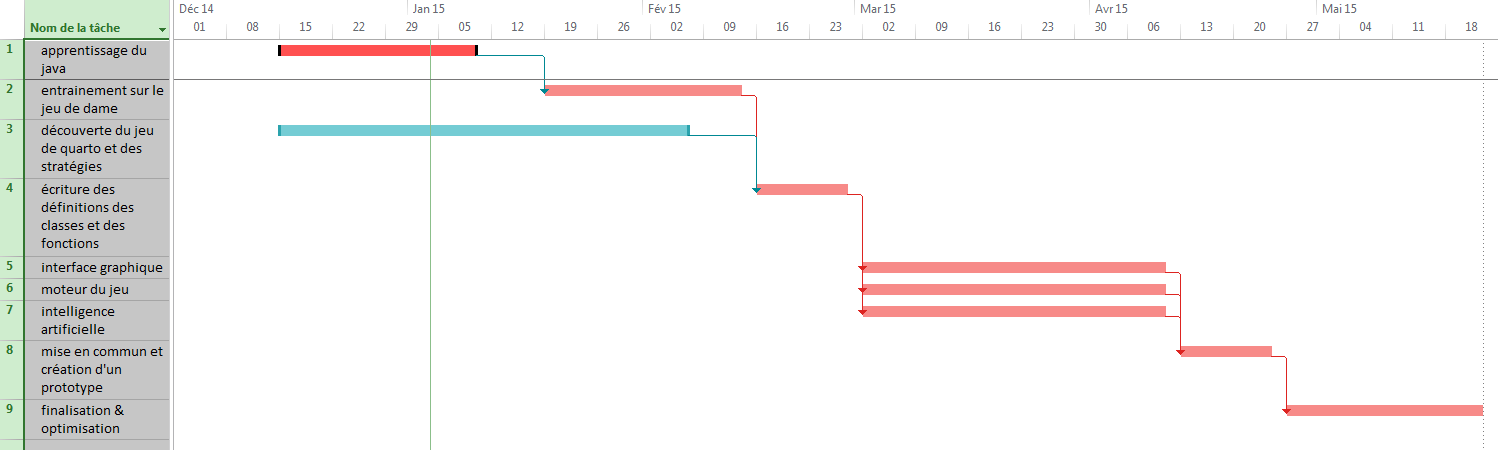 Déc 14 Jan 15 Fév 15 Mar 15 Avr 15 Mai 15
Nom de la tâche 01 08 15 22 29 05 12 19 26 02 09 16 23 02 09 16 23 30 06 13 20 27 04 11 18
1 apprentissage du
java
2 entrainement sur le
jeu de dame
3 découverte du jeu
de quarto et des
stratégies
4 écriture des
définitions des
classes et des
fonctions
5 interface graphique
6 moteur du jeu
7 intelligence
artificielle
8 mise en commun et
création d'un
prototype
9 finalisation &
optimisation